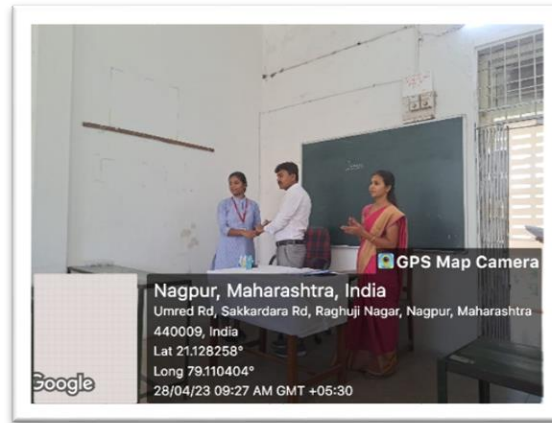 GPS Map Camera
Nagpur, Maharashtra, India
Umred Rd, Sakkardara Rd, Raghuji Nagar, Nagpur, Maharashtra
440009, India
Lat 21.128258°
Long 79.110404°
28/04/23 09:27 AM GMT +05:30
Google